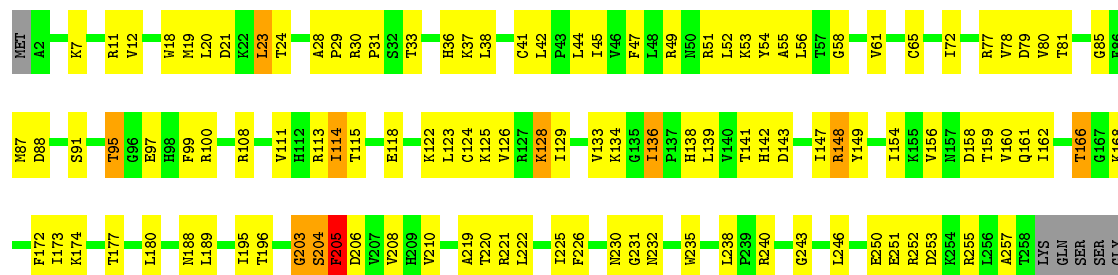 MET A2 K7 R11 V12 W18 M19 L20 D21 K22 L23 T24 A28 P29 R30 P31 S32 T33 H36 K37 L38 C41 L42 P43 L44 I45 V46 F47 L48 R49 N50 R51 L52 K53 Y54 A55 L56 T57 G58 V61 C65 I72 R77 V78 D79 V80 T81 G85
M87 D88 S91 T95 G96 E97 H98 F99 R100 R108 V111 H112 R113 I114 T115 E118 K122 L123 C124 K125 V126 R127 K128 I129 V133 K134 G135 I136 P137 H138 L139 V140 T141 H142 D143 I147 R148 Y149 I154 K155 V156 N157 D158 T159 V160 Q161 I162 T166 G167 K168
F172 I173 K174 T177 L180 N188 L189 I195 T196 G203 S204 F205 D206 V207 V208 H209 V210 A219 T220 R221 L222 I225 F226 N230 G231 N232 W235 L238 P239 R240 G243 L246 E250 E251 R252 D253 K254 R255 L256 A257 T258 LYS GLN GLY SER SER